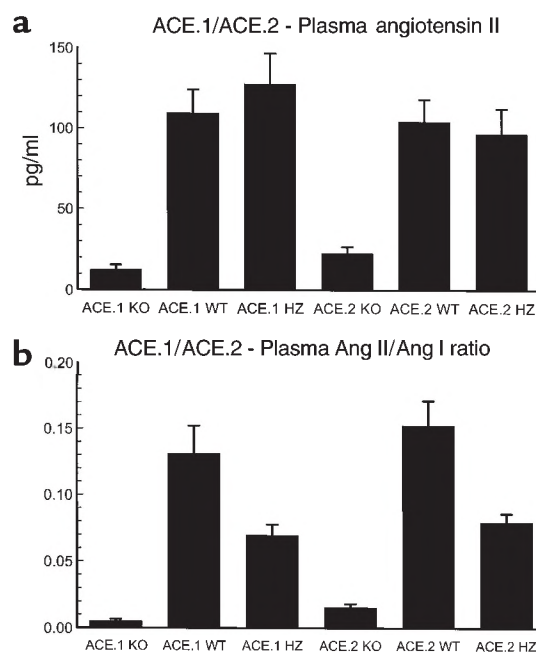 a
ACE.1/ACE.2 - Plasma angiotensin II
150
100
50
0
pg/ml
ACE.1 KO ACE.1 WT ACE.1 HZ ACE.2 KO ACE.2 WT ACE.2 HZ
b
ACE.1/ACE.2 - Plasma Ang II/Ang I ratio
0.20
0.15
0.10
0.05
0.00
ACE.1 KO ACE.1 WT ACE.1 HZ ACE.2 KO ACE.2 WT ACE.2 HZ